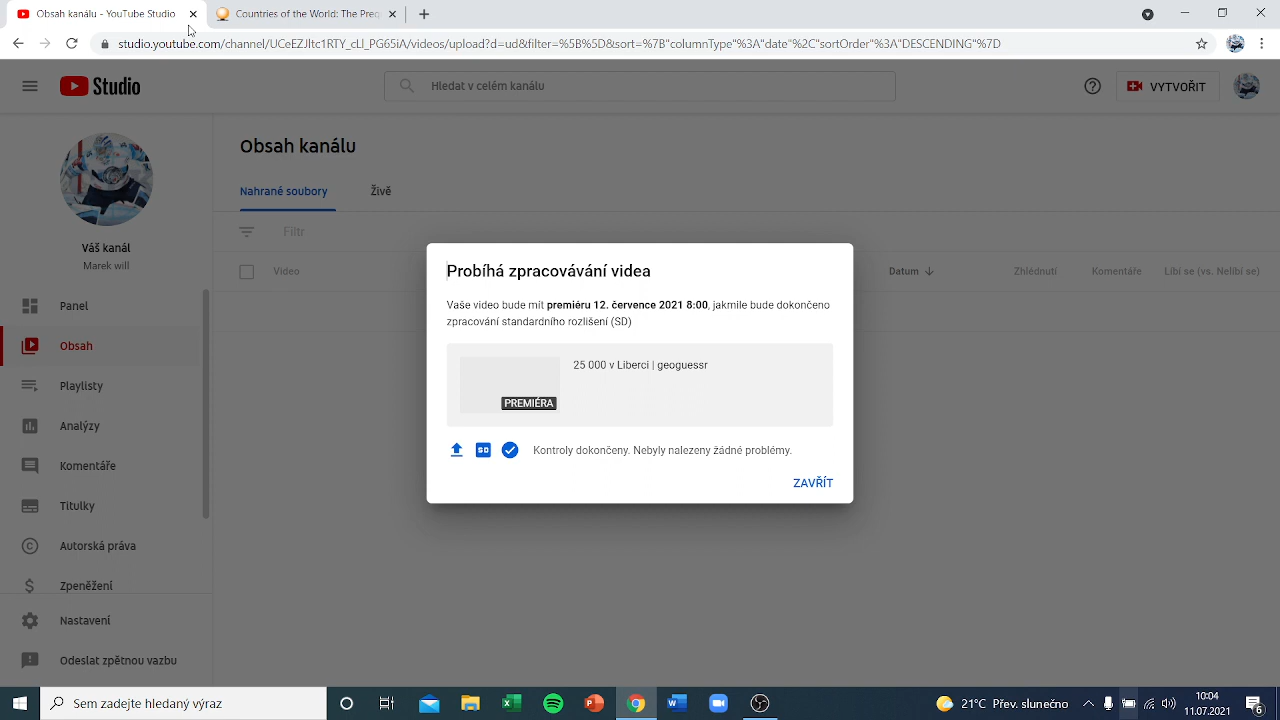 Obsah kanálu - YouTube Studio
Countries of the World: The Preq
studio.youtube.com/channel/UCeEZJltc1RTY_cLl_PG65iA/videos/upload?d=ud&filter=%5B%5D&sort=%7B"columnType"%3A"date"%2C"sortOrder"%3A"DESCENDING"%7D
Studio
Hledat v celém kanálu
VYTVOŘIT
Obsah kanálu
Nahrané soubory
Živě
Filtr
Video
Datum
Zhlédnutí
Komentáře
Líbí se (vs. Nelíbí se)
Váš kanál
Marek will
Panel
Obsah
Playlisty
Analýzy
Komentáře
Titulky
Autorská práva
Zpeněžení
Nastavení
Odeslat zpětnou vazbu
Probíhá zpracovávání videa
Vaše video bude mít premiéru 12. července 2021 8:00, jakmile bude dokončeno
zpracování standardního rozlišení (SD)
25 000 v Liberci | geoguessr
PREMIÉRA
SD
Kontroly dokončeny. Nebyly nalezeny žádné problémy.
ZAVŘÍT
Sem zadejte hledaný výraz
21°C Přev. slunečno
10:04
11.07.2021
6